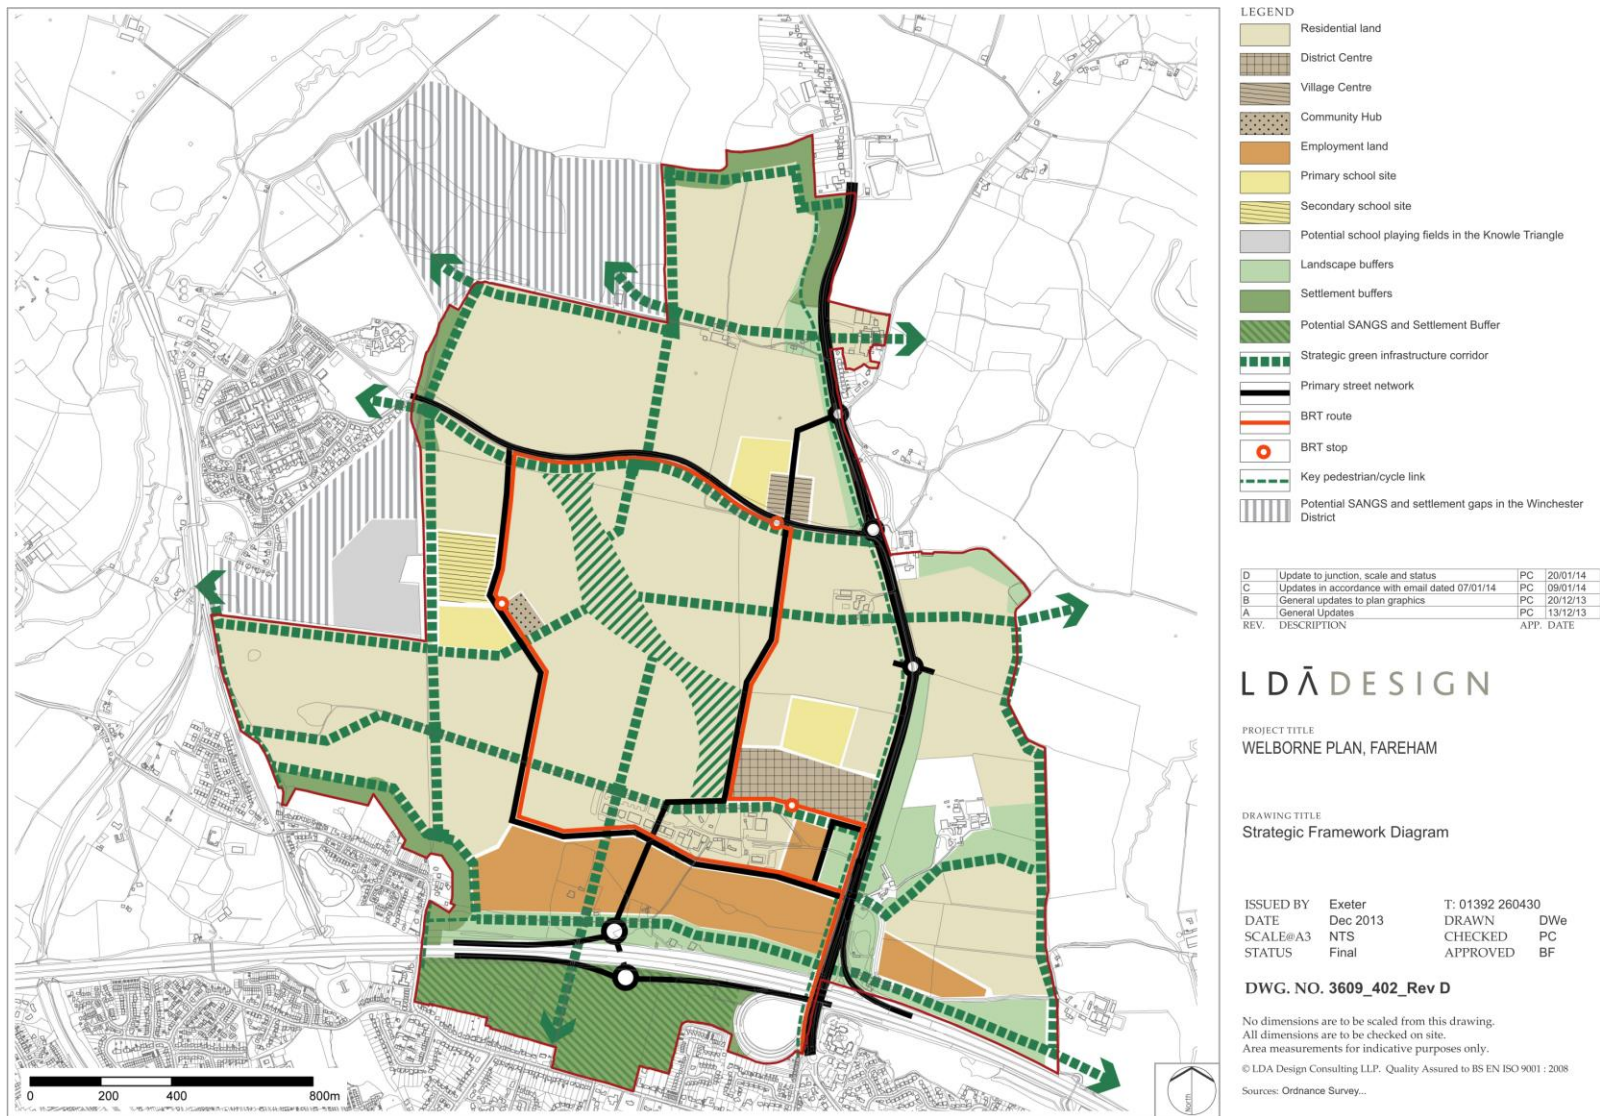 LEGEND
Residential land
District Centre
Village Centre
Community Hub
Employment land
Primary school site
Secondary school site
Potential school playing fields in the Knowle Triangle
Landscape buffers
Settlement buffers
Potential SANGS and Settlement Buffer
Strategic green infrastructure corridor
Primary street network
BRT route
BRT stop
Key pedestrian/cycle link
Potential SANGS and settlement gaps in the Winchester
District
D Update to junction, scale and status PC 20/01/14
C Updates in accordance with email dated 07/01/14 PC 09/01/14
B General updates to plan graphics PC 20/12/13
A General Updates PC 13/12/13
REV. DESCRIPTION APP. DATE
LDĀDESIGN
PROJECT TITLE
WELBORNE PLAN, FAREHAM
DRAWING TITLE
Strategic Framework Diagram
ISSUED BY Exeter T: 01392 260430
DATE Dec 2013 DRAWN DWe
SCALE@A3 NTS CHECKED PC
STATUS Final APPROVED BF
DWG. NO. 3609_402_Rev D
No dimensions are to be scaled from this drawing.
All dimensions are to be checked on site.
Area measurements for indicative purposes only.
© LDA Design Consulting LLP. Quality Assured to BS EN ISO 9001 : 2008
Sources: Ordnance Survey...
0 200 400 800m
North